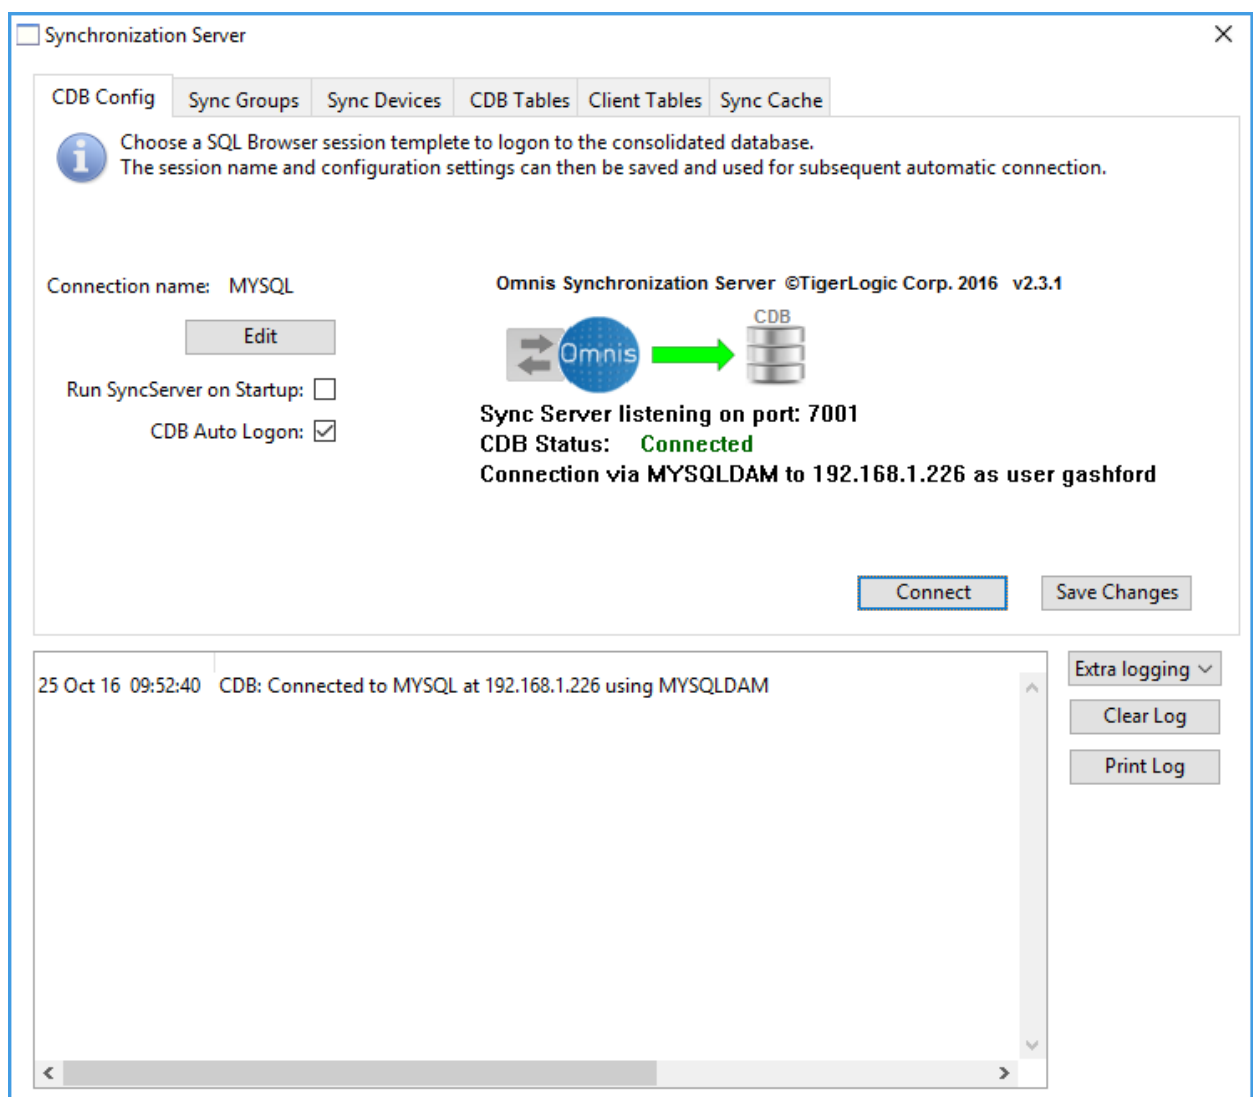 Synchronization Server
CDB Config Sync Groups Sync Devices CDB Tables Client Tables Sync Cache
Choose a SQL Browser session templete to logon to the consolidated database.
The session name and configuration settings can then be saved and used for subsequent automatic connection.
Connection name: MYSQL
Edit
Run SyncServer on Startup:
CDB Auto Logon:
Omnis Synchronization Server ©TigerLogic Corp. 2016 v2.3.1
CDB
Omnis
Sync Server listening on port: 7001
CDB Status: Connected
Connection via MYSQLDAM to 192.168.1.226 as user gashford
Connect Save Changes
25 Oct 16 09:52:40 CDB: Connected to MYSQL at 192.168.1.226 using MYSQLDAM
Extra logging
Clear Log
Print Log